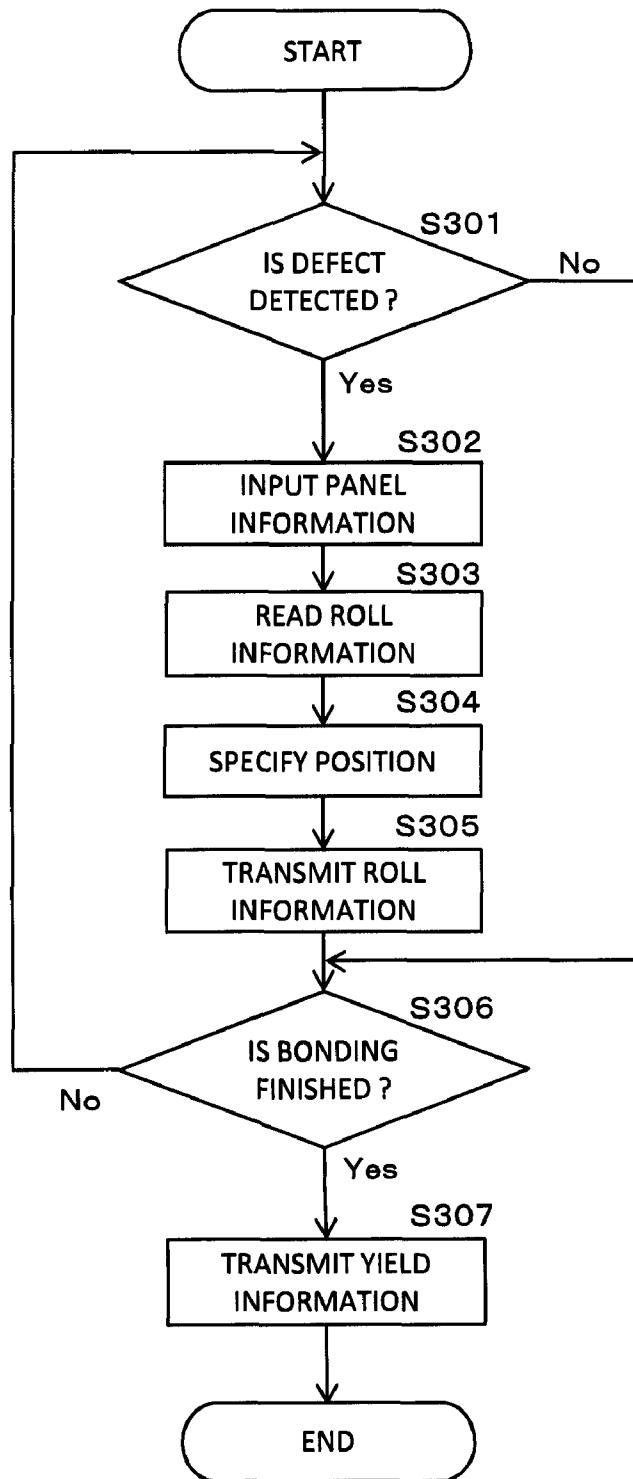 START
S301
IS DEFECT
DETECTED ?
No
Yes
S302
INPUT PANEL
INFORMATION
S303
READ ROLL
INFORMATION
S304
SPECIFY POSITION
S305
TRANSMIT ROLL
INFORMATION
S306
IS BONDING
FINISHED ?
No
Yes
S307
TRANSMIT YIELD
INFORMATION
END